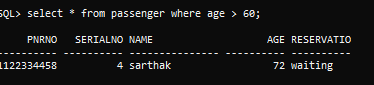 SQL> select * from passenger where age > 60;
PNRNO SERIALNO NAME AGE RESERVATIO
---------- ---------- -------------------- ---------- ----------
1122334458 4 sarthak 72 waiting